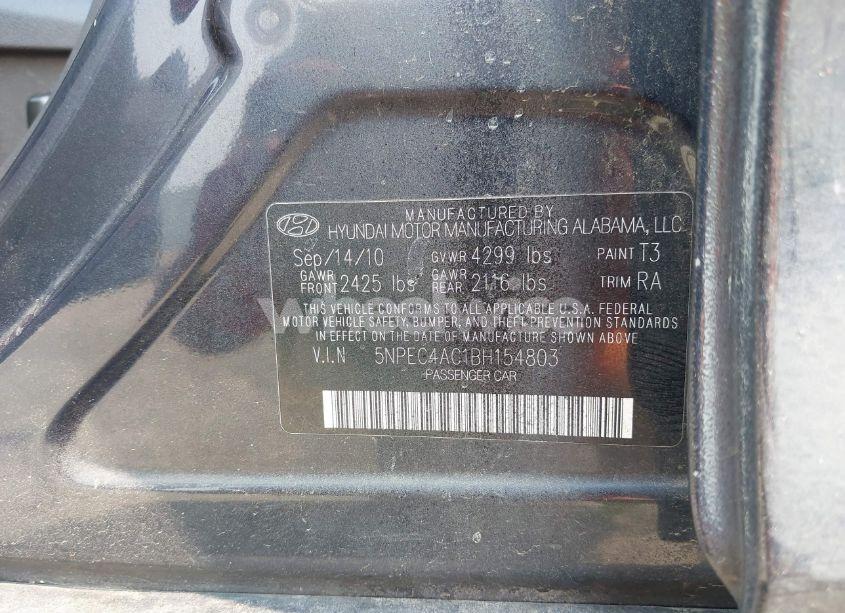 MANUFACTURED BY
HYUNDAI MOTOR MANUFACTURING ALABAMA, LLC
Sep/14/10 GVWR 4299 lbs PAINT T3
GAWR FRONT 2425 lbs GAWR REAR 2116 lbs TRIM RA
THIS VEHICLE CONFORMS TO ALL APPLICABLE U.S.A. FEDERAL
MOTOR VEHICLE SAFETY, BUMPER, AND THEFT PREVENTION STANDARDS
IN EFFECT ON THE DATE OF MANUFACTURE SHOWN ABOVE.
V.I.N 5NPEC4AC1BH154803
PASSENGER CAR